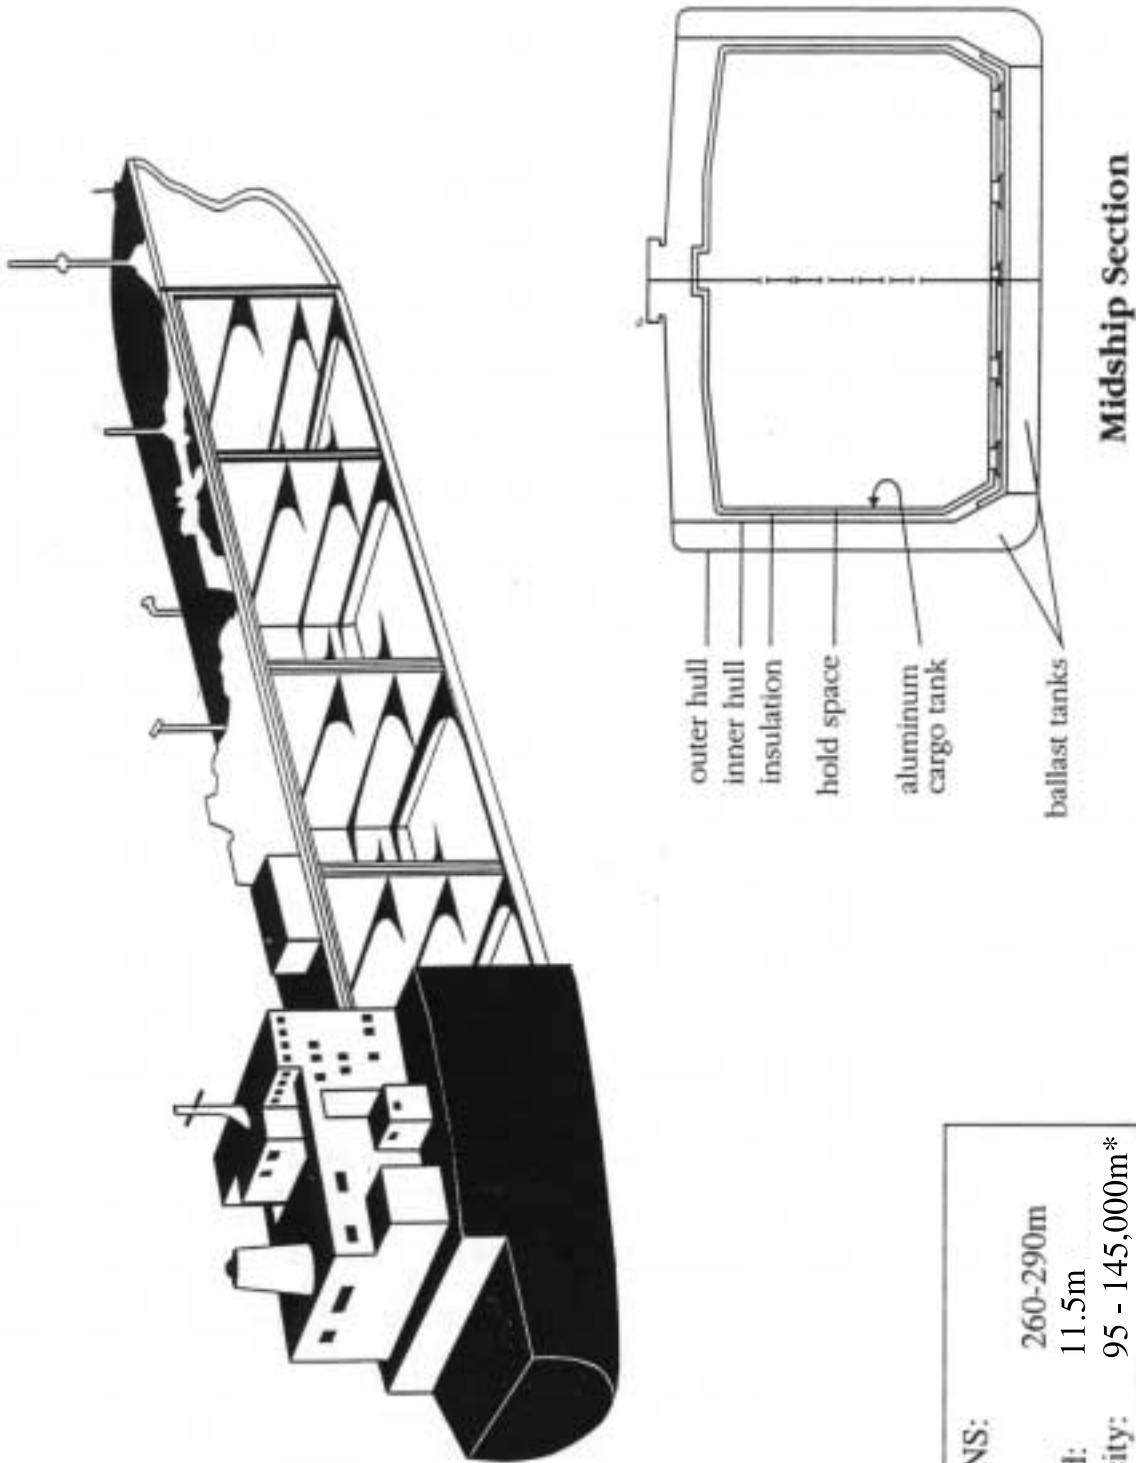 outer hull
inner hull
insulation
hold space
aluminum
cargo tank
ballast tanks
Midship Section
NS:
260-290m
d: 11.5m
ity: 95 - 145,000m*